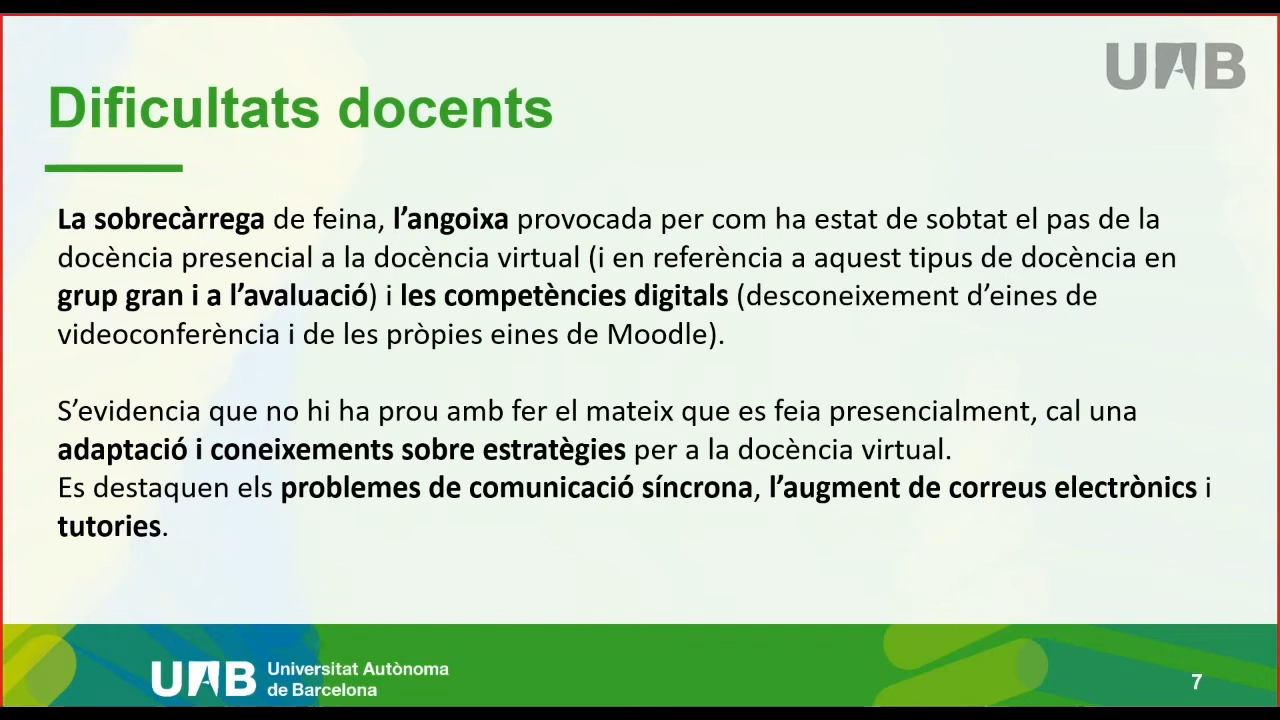 UAB
Dificultats docents
La sobrecàrrega de feina, l’angoixa provocada per com ha estat de sobtat el pas de la
docència presencial a la docència virtual (i en referència a aquest tipus de docència en
grup gran i a l’avaluació) i les competències digitals (desconeixement d’eines de
videoconferència i de les pròpies eines de Moodle).
S’evidencia que no hi ha prou amb fer el mateix que es feia presencialment, cal una
adaptació i coneixements sobre estratègies per a la docència virtual.
Es destaquen els problemes de comunicació síncrona, l’augment de correus electrònics i
tutories.
UAB Universitat Autònoma
de Barcelona
7